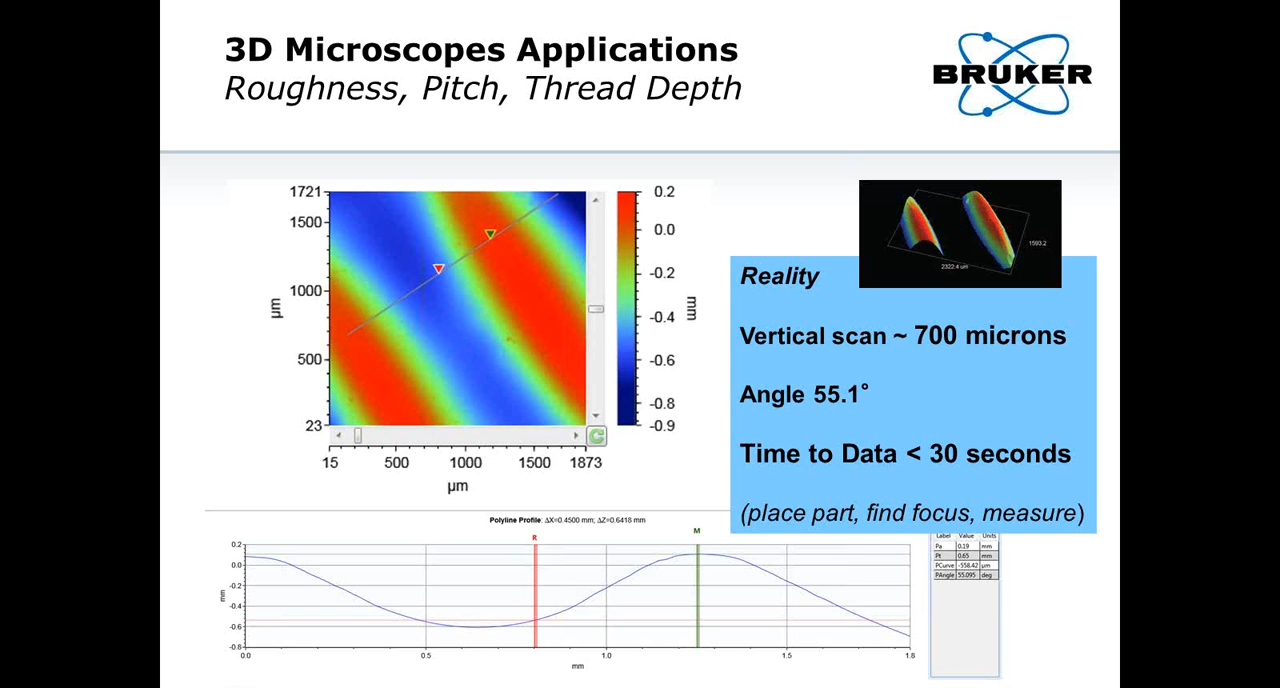 3D Microscopes Applications
Roughness, Pitch, Thread Depth
BRUKER
1721
1500
1000
500
23
µm
15 500 1000 1500 1873
µm
0.2
0.0
-0.2
-0.4
-0.6
-0.8
-0.9
mm
1593.2
2322.4 um
Reality
Vertical scan ~ 700 microns
Angle 55.1°
Time to Data < 30 seconds
(place part, find focus, measure)
Polyline Profile: ΔX=0.4500 mm; ΔZ=0.6418 mm
R
M
0.2
0.0
-0.2
-0.4
-0.6
-0.8
mm
0.0 0.5 1.0 1.5 1.8
mm
Label Value Units
Pa 0.19 mm
Pt 0.65 mm
PCurve -558.42 µm
PAngle 55.095 deg